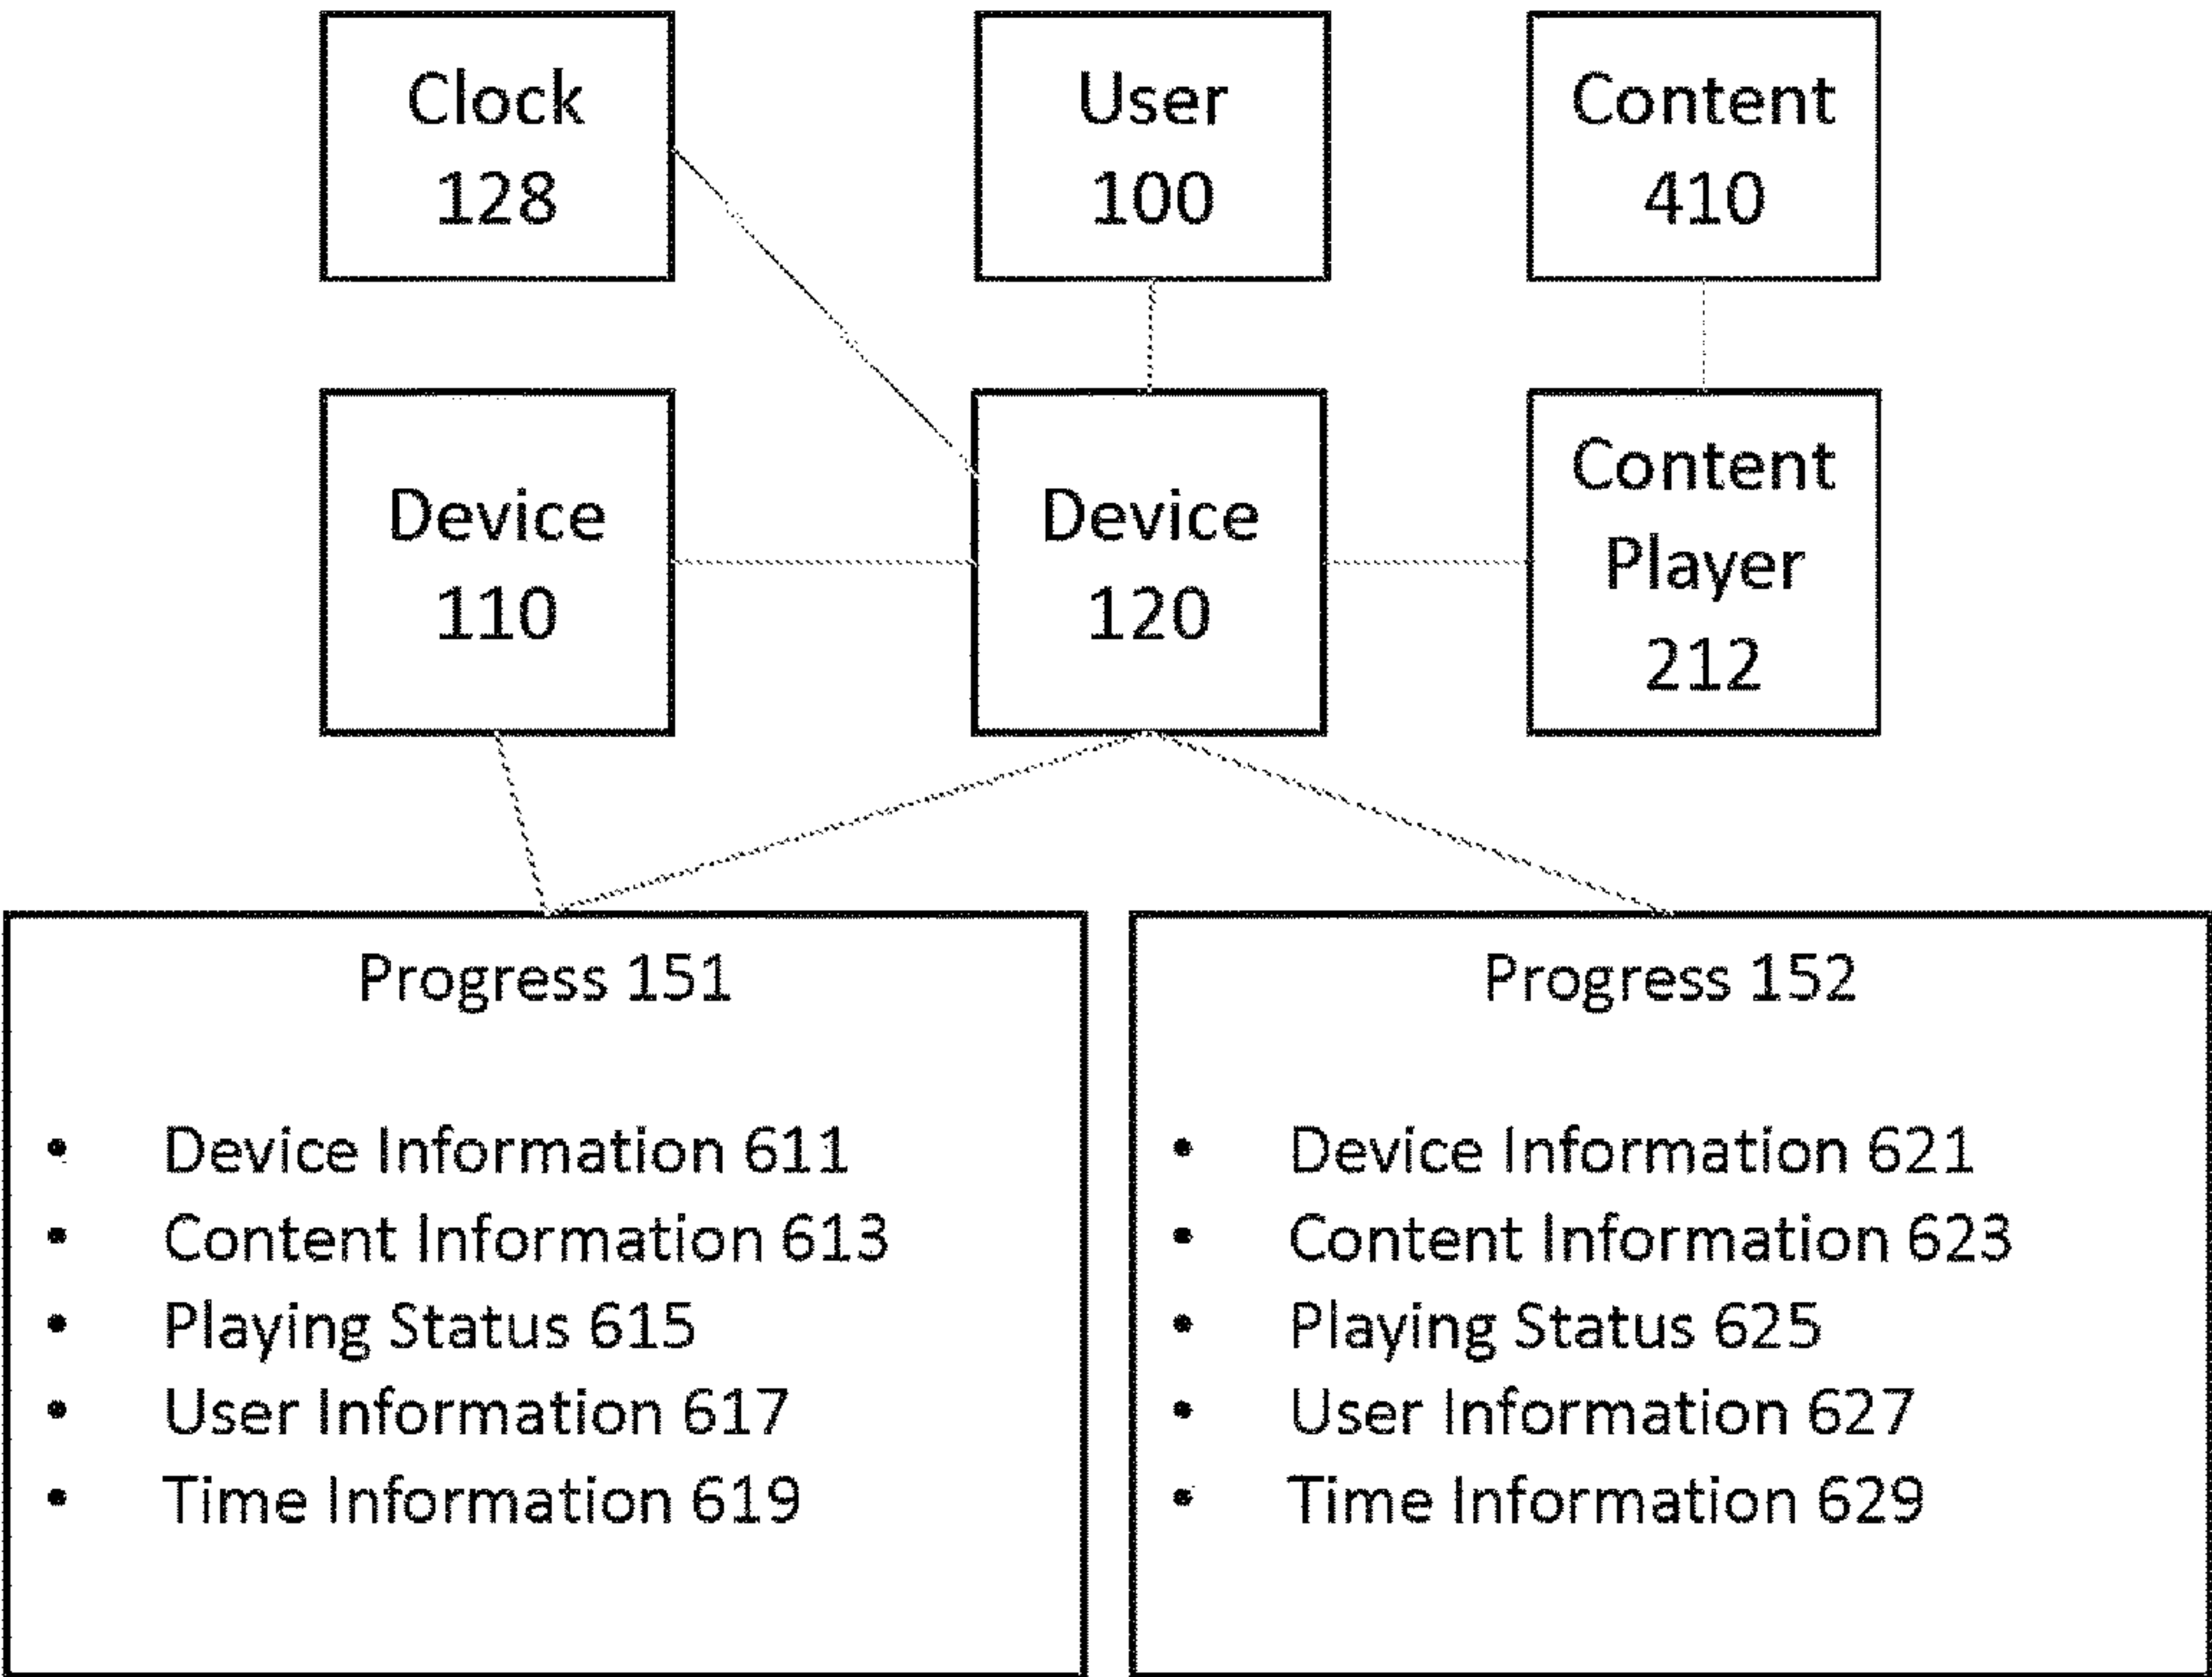 Clock
128
User
100
Content
410
Device
110
Device
120
Content
Player
212
Progress 151
• Device Information 611
• Content Information 613
• Playing Status 615
• User Information 617
• Time Information 619
Progress 152
• Device Information 621
• Content Information 623
• Playing Status 625
• User Information 627
• Time Information 629